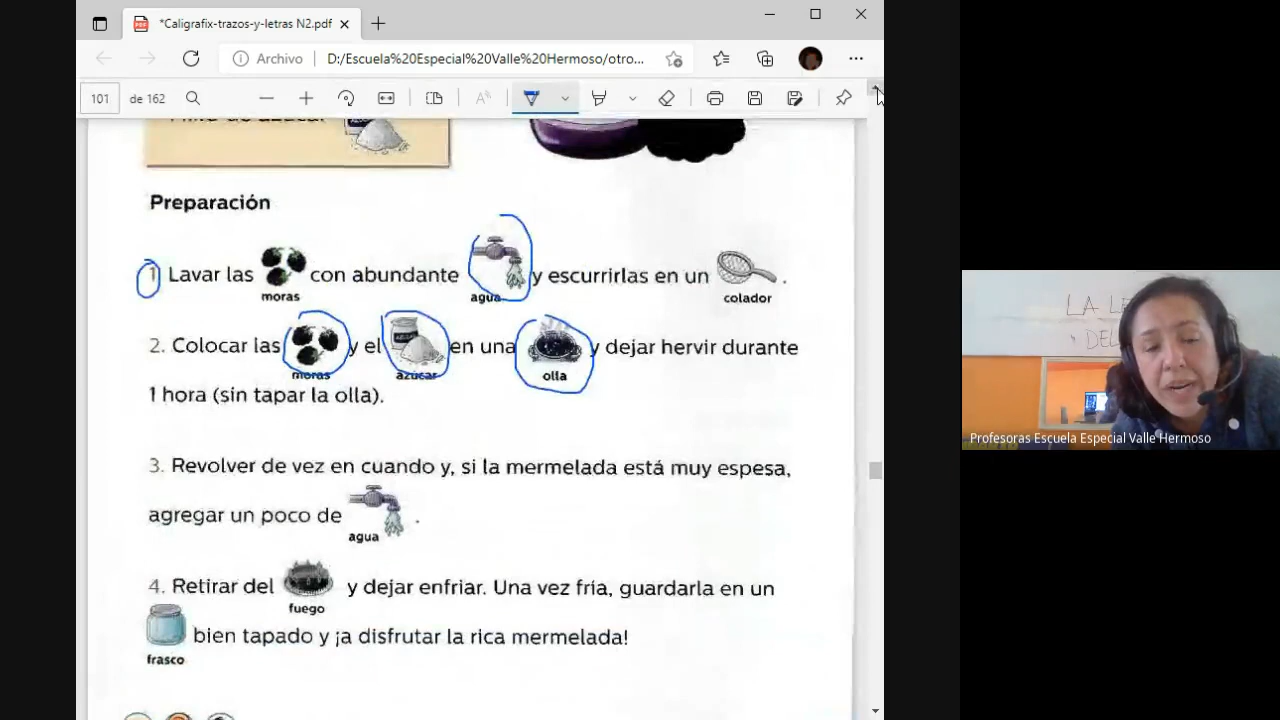 *Caligrafix-trazos-y-letras N2.pdf
Archivo
D:/Escuela%20Especial%20Valle%20Hermoso/otro...
101
de 162
Preparación
1. Lavar las moras con abundante agua y escurrirlas en un colador.
2. Colocar las moras y el azúcar en una olla y dejar hervir durante
1 hora (sin tapar la olla).
3. Revolver de vez en cuando y, si la mermelada está muy espesa,
agregar un poco de agua.
4. Retirar del fuego y dejar enfriar. Una vez fría, guardarla en un
frasco bien tapado y ¡a disfrutar la rica mermelada!
LA LE
DEL
Profesoras Escuela Especial Valle Hermoso